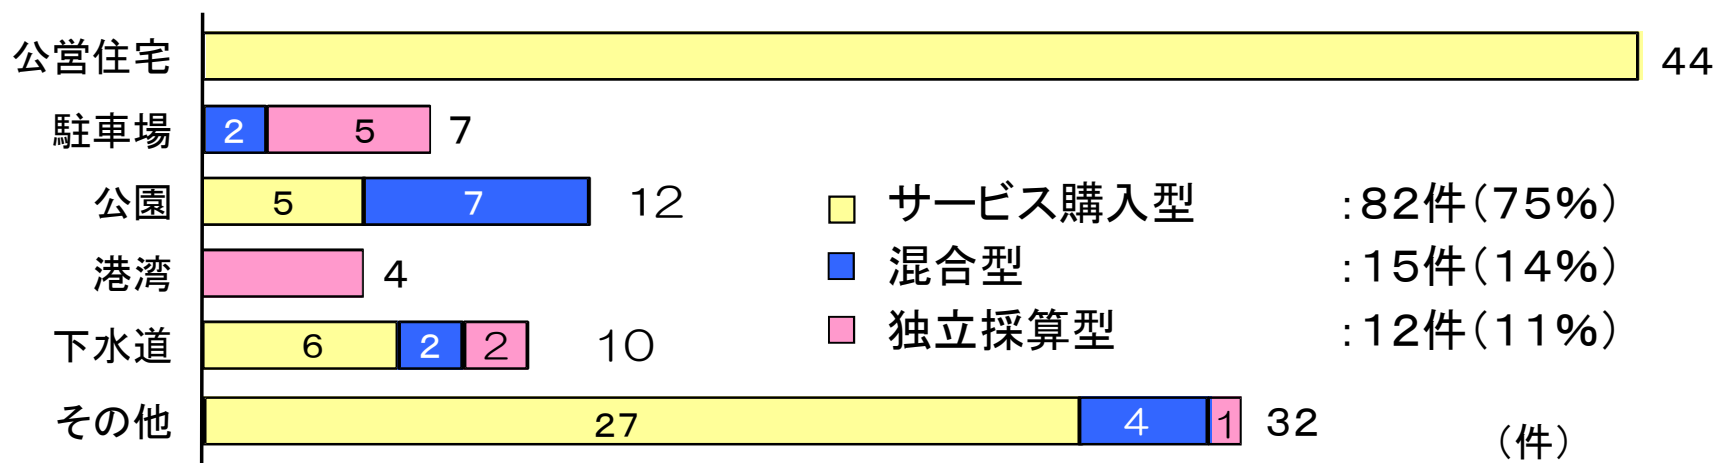 公営住宅 44
駐車場 2 5 7
公園 5 7 12
サービス購入型 :82件(75%)
港湾 4
混合型 :15件(14%)
下水道 6 2 2 10
独立採算型 :12件(11%)
その他 27 4 1 32
(件)